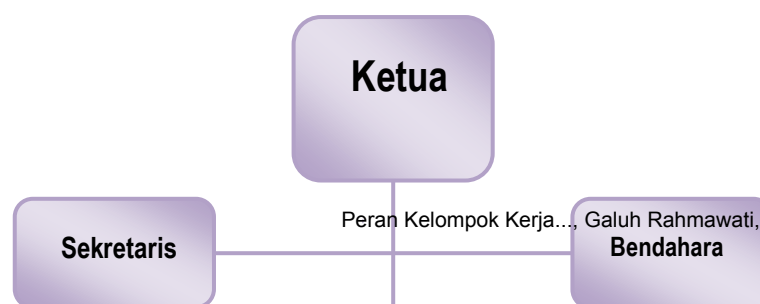 Ketua
Peran Kelompok Kerja..., Galuh Rahmawati,
Sekretaris
Bendahara